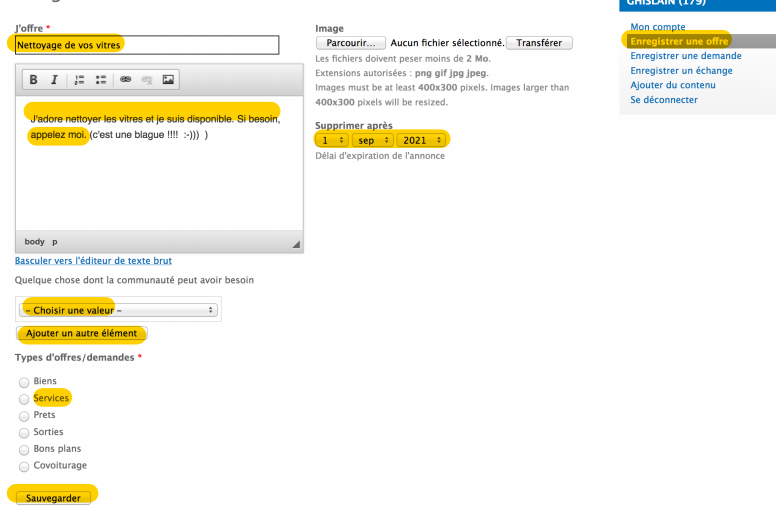 J'offre *
Nettoyage de vos vitres
B I
J'adore nettoyer les vitres et je suis disponible. Si besoin,
appelez moi. (c'est une blague !!!! :-))) )
body p
Basculer vers l'éditeur de texte brut
Quelque chose dont la communauté peut avoir besoin
- Choisir une valeur -
Ajouter un autre élément
Types d'offres/demandes *
Biens
Services
Prets
Sorties
Bons plans
Covoiturage
Sauvegarder
Image
Parcourir... Aucun fichier sélectionné. Transférer
Les fichiers doivent peser moins de 2 Mo.
Extensions autorisées : png gif jpg jpeg.
Images must be at least 400x300 pixels. Images larger than
400x300 pixels will be resized.
Supprimer après
1 sep 2021
Délai d'expiration de l'annonce
GHISLAIN (179)
Mon compte
Enregistrer une offre
Enregistrer une demande
Enregistrer un échange
Ajouter du contenu
Se déconnecter